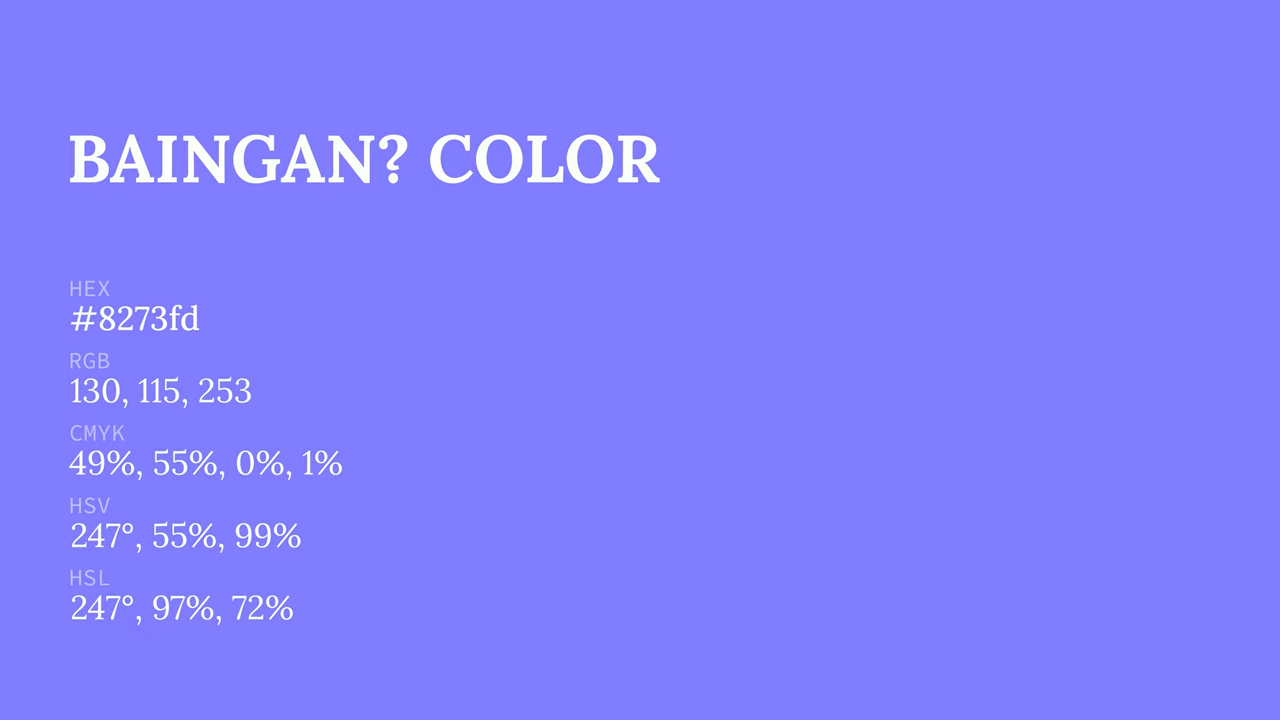 BAINGAN? COLOR
HEX
#8273fd
RGB
130, 115, 253
CMYK
49%, 55%, 0%, 1%
HSV
247°, 55%, 99%
HSL
247°, 97%, 72%